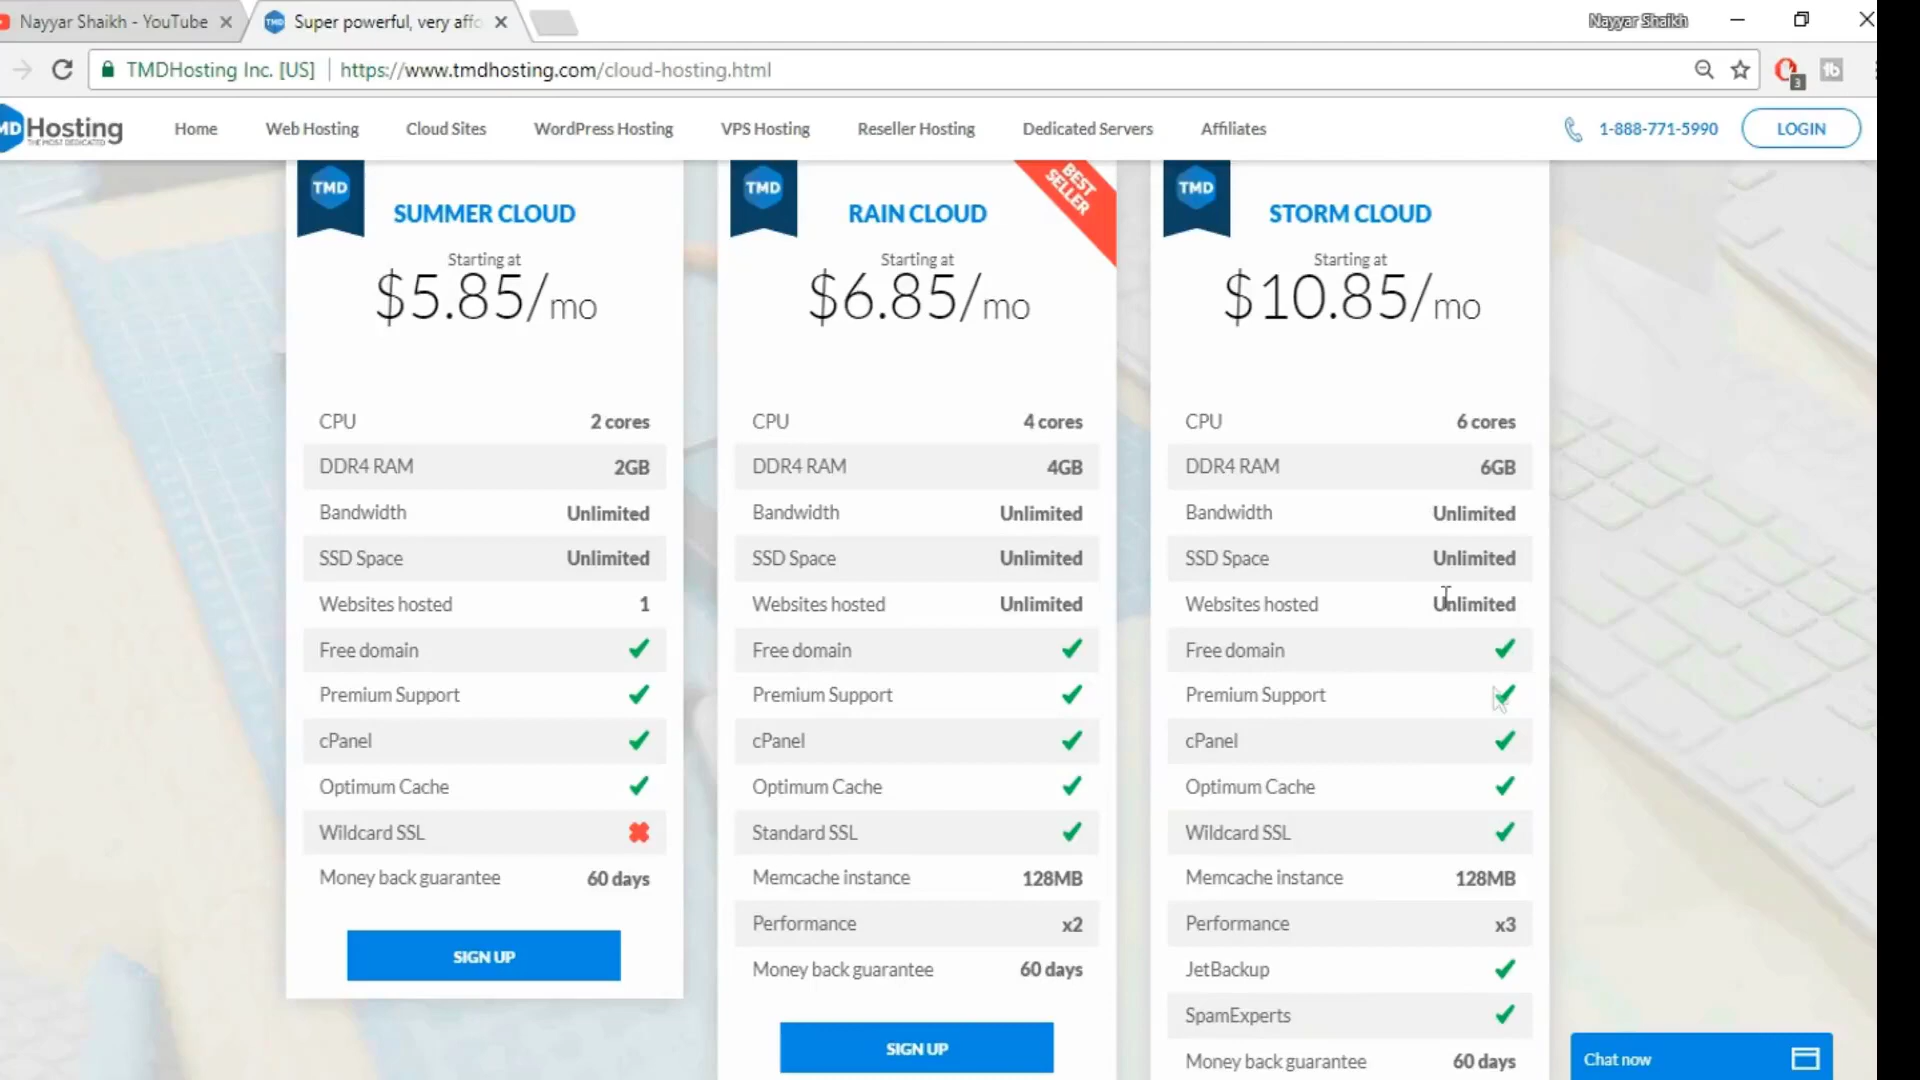 Nayyar Shaikh - YouTube
Super powerful, very affo
Nayyar Shaikh
TMDHosting Inc. [US]
https://www.tmdhosting.com/cloud-hosting.html
3
tb
MD Hosting
THE MOST DEDICATED
Home
Web Hosting
Cloud Sites
WordPress Hosting
VPS Hosting
Reseller Hosting
Dedicated Servers
Affiliates
1-888-771-5990
LOGIN
TMD
SUMMER CLOUD
Starting at
$5.85/mo
CPU 2 cores
DDR4 RAM 2GB
Bandwidth Unlimited
SSD Space Unlimited
Websites hosted 1
Free domain
Premium Support
cPanel
Optimum Cache
Wildcard SSL
Money back guarantee 60 days
SIGN UP
TMD
RAIN CLOUD
BEST
SELLER
Starting at
$6.85/mo
CPU 4 cores
DDR4 RAM 4GB
Bandwidth Unlimited
SSD Space Unlimited
Websites hosted Unlimited
Free domain
Premium Support
cPanel
Optimum Cache
Standard SSL
Memcache instance 128MB
Performance x2
Money back guarantee 60 days
SIGN UP
TMD
STORM CLOUD
Starting at
$10.85/mo
CPU 6 cores
DDR4 RAM 6GB
Bandwidth Unlimited
SSD Space Unlimited
Websites hosted Unlimited
Free domain
Premium Support
cPanel
Optimum Cache
Wildcard SSL
Memcache instance 128MB
Performance x3
JetBackup
SpamExperts
Money back guarantee 60 days
Chat now